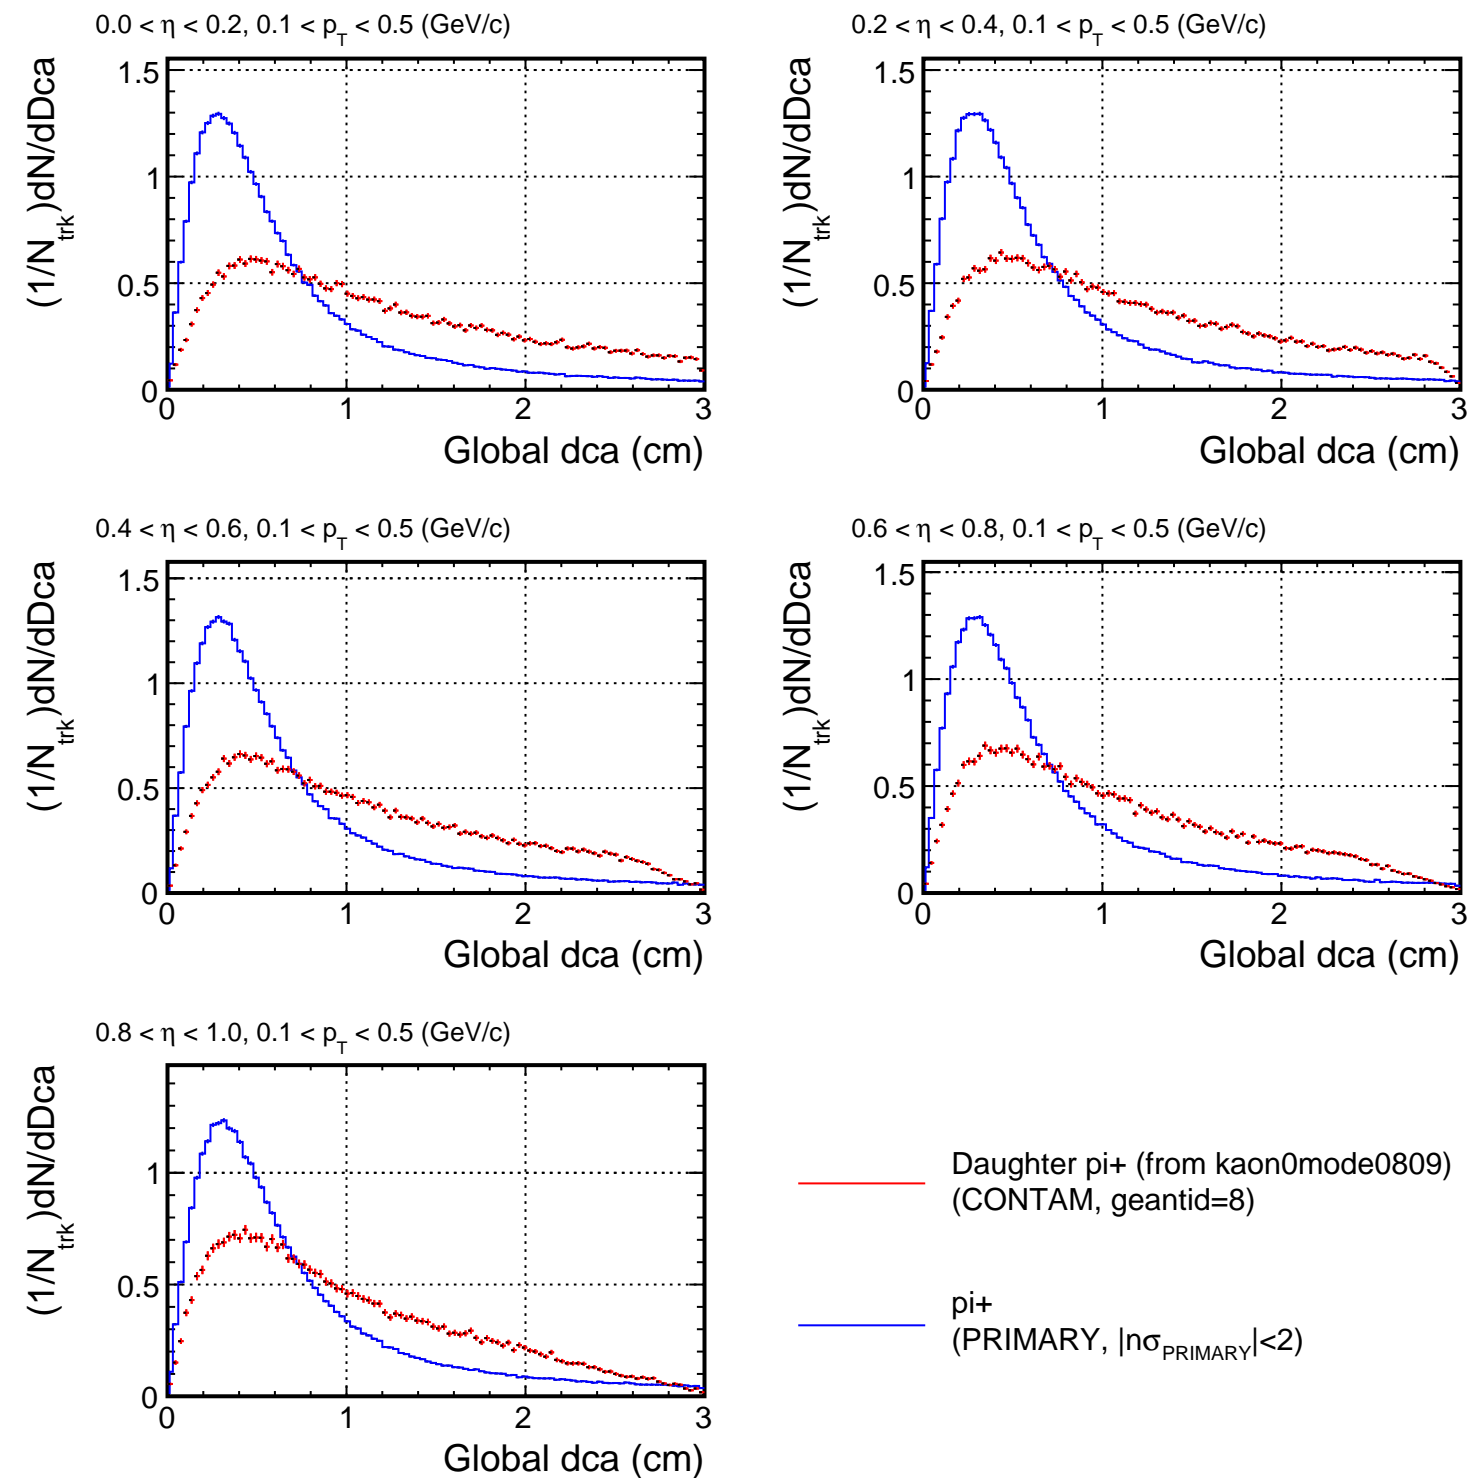 0.0 < η < 0.2, 0.1 < p_T < 0.5 (GeV/c)
(1/N_trk)dN/dDca
1.5
1
0.5
0
0 1 2 3
Global dca (cm)
0.2 < η < 0.4, 0.1 < p_T < 0.5 (GeV/c)
(1/N_trk)dN/dDca
1.5
1
0.5
0
0 1 2 3
Global dca (cm)
0.4 < η < 0.6, 0.1 < p_T < 0.5 (GeV/c)
(1/N_trk)dN/dDca
1.5
1
0.5
0
0 1 2 3
Global dca (cm)
0.6 < η < 0.8, 0.1 < p_T < 0.5 (GeV/c)
(1/N_trk)dN/dDca
1.5
1
0.5
0
0 1 2 3
Global dca (cm)
0.8 < η < 1.0, 0.1 < p_T < 0.5 (GeV/c)
(1/N_trk)dN/dDca
1
0.5
0
0 1 2 3
Global dca (cm)
Daughter pi+ (from kaon0mode0809)
(CONTAM, geantid=8)
pi+
(PRIMARY, |nσ_PRIMARY|<2)